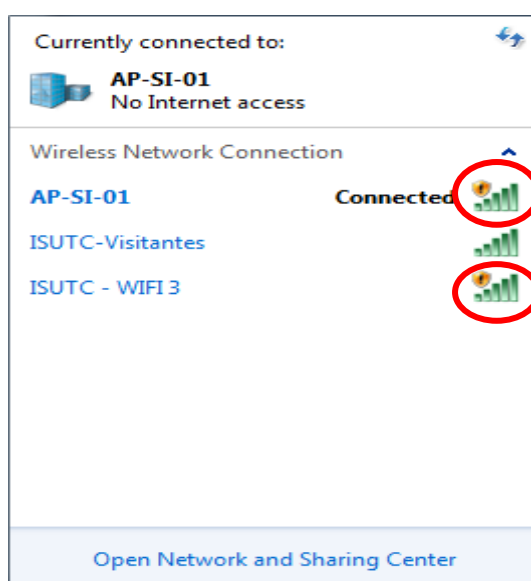 Currently connected to:
AP-SI-01
No Internet access
Wireless Network Connection
AP-SI-01 Connected
ISUTC-Visitantes
ISUTC - WIFI 3
Open Network and Sharing Center